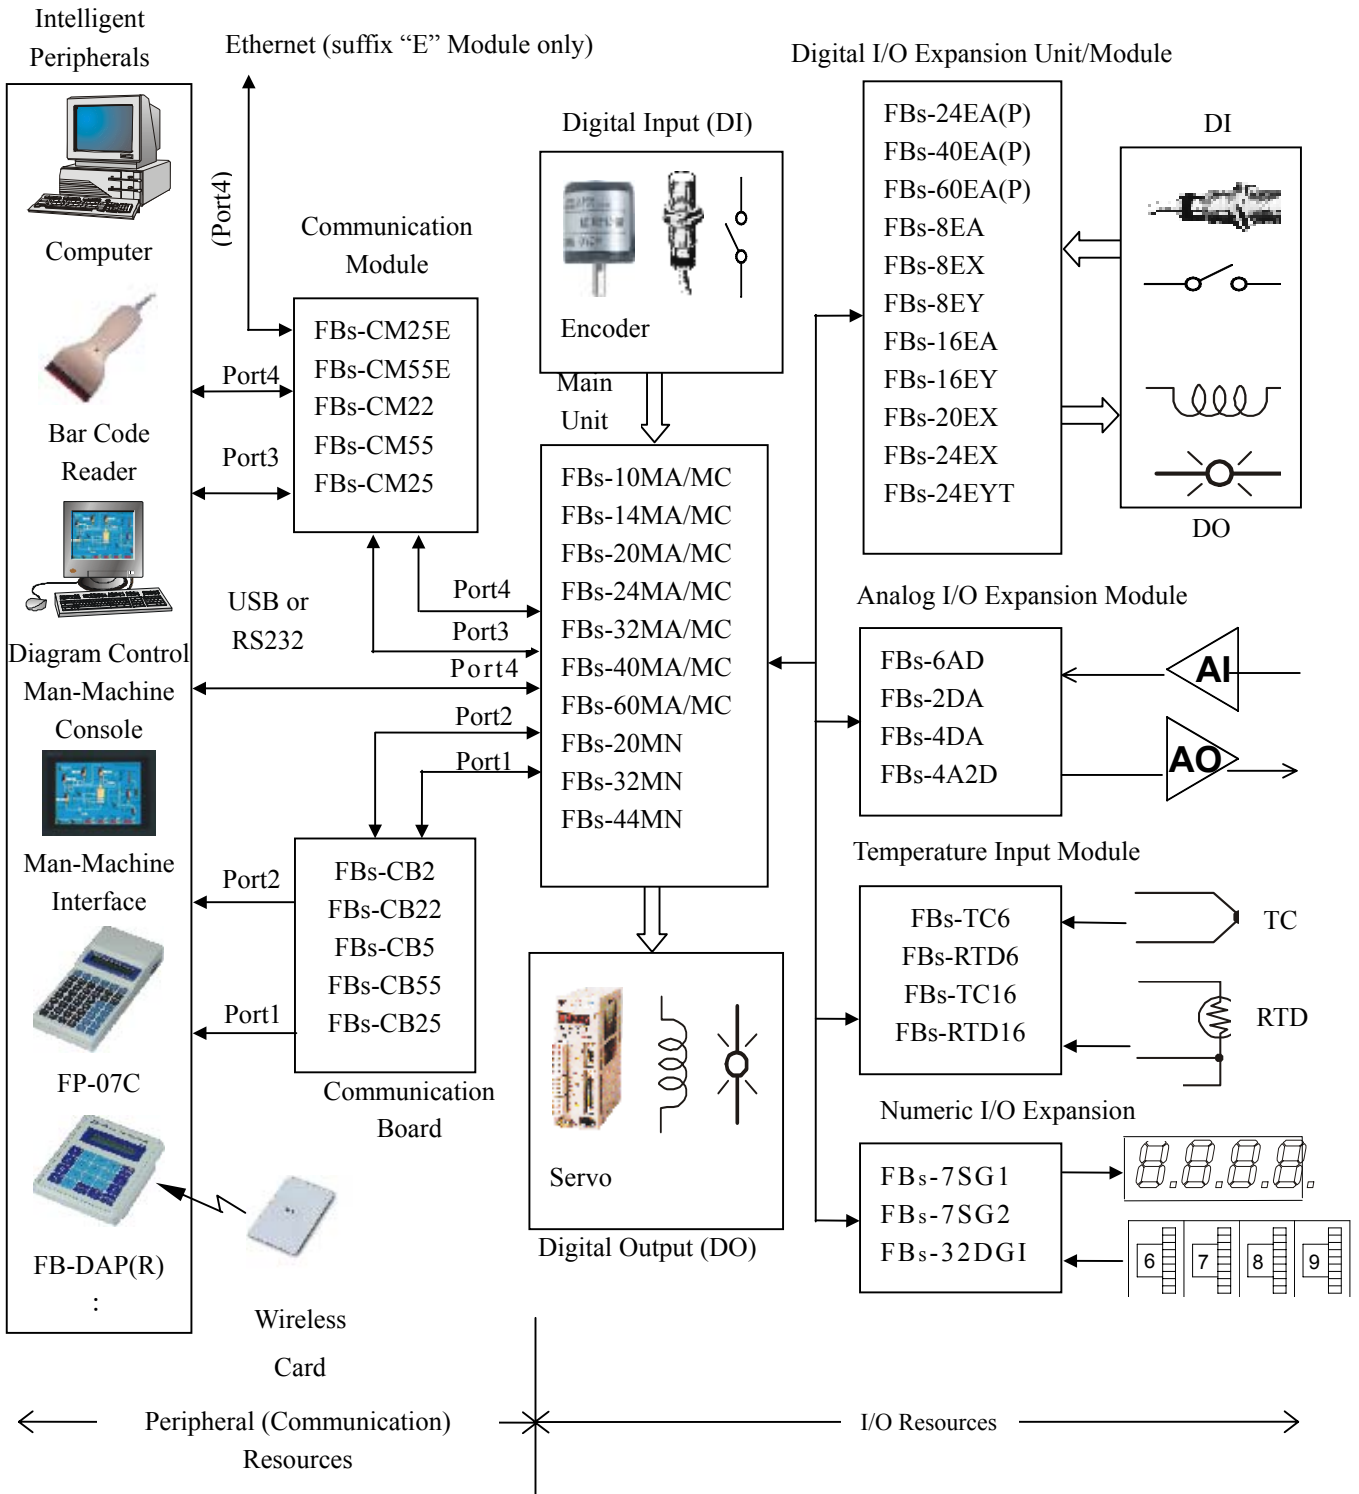 Intelligent
Peripherals
Computer
Bar Code
Reader
Diagram Control
Man-Machine
Console
Man-Machine
Interface
FP-07C
FB-DAP(R)
:
Ethernet (suffix “E” Module only)
(Port4)
Communication
Module
FBs-CM25E
FBs-CM55E
FBs-CM22
FBs-CM55
FBs-CM25
Port4
Port3
USB or
RS232
Port4
Port3
Port4
Port2
Port1
FBs-CB2
FBs-CB22
FBs-CB5
FBs-CB55
FBs-CB25
Port2
Port1
Communication
Board
Wireless
Card
Digital Input (DI)
Encoder
Main
Unit
FBs-10MA/MC
FBs-14MA/MC
FBs-20MA/MC
FBs-24MA/MC
FBs-32MA/MC
FBs-40MA/MC
FBs-60MA/MC
FBs-20MN
FBs-32MN
FBs-44MN
Servo
Digital Output (DO)
Digital I/O Expansion Unit/Module
FBs-24EA(P)
FBs-40EA(P)
FBs-60EA(P)
FBs-8EA
FBs-8EX
FBs-8EY
FBs-16EA
FBs-16EY
FBs-20EX
FBs-24EX
FBs-24EYT
DI
DO
Analog I/O Expansion Module
FBs-6AD
FBs-2DA
FBs-4DA
FBs-4A2D
AI
AO
Temperature Input Module
FBs-TC6
FBs-RTD6
FBs-TC16
FBs-RTD16
TC
RTD
Numeric I/O Expansion
FBs-7SG1
FBs-7SG2
FBs-32DGI
8.8.8.8.
6 7 8 9
Peripheral (Communication)
Resources
I/O Resources